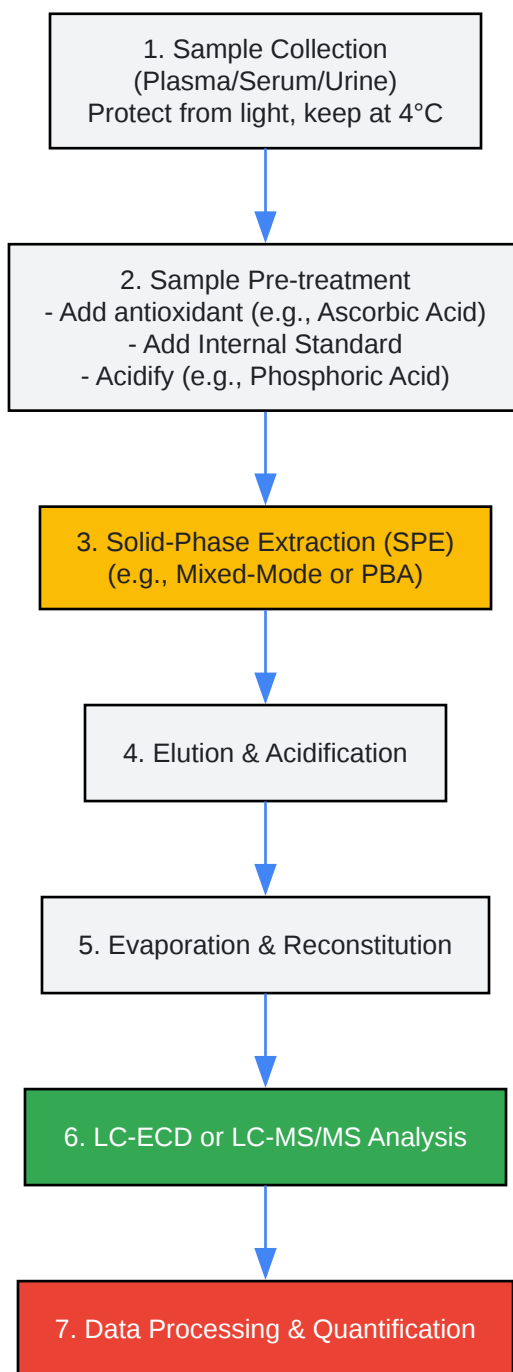 1. Sample Collection
(Plasma/Serum/Urine)
Protect from light, keep at 4°C
2. Sample Pre-treatment
- Add antioxidant (e.g., Ascorbic Acid)
- Add Internal Standard
- Acidify (e.g., Phosphoric Acid)
3. Solid-Phase Extraction (SPE)
(e.g., Mixed-Mode or PBA)
4. Elution & Acidification
5. Evaporation & Reconstitution
6. LC-ECD or LC-MS/MS Analysis
7. Data Processing & Quantification